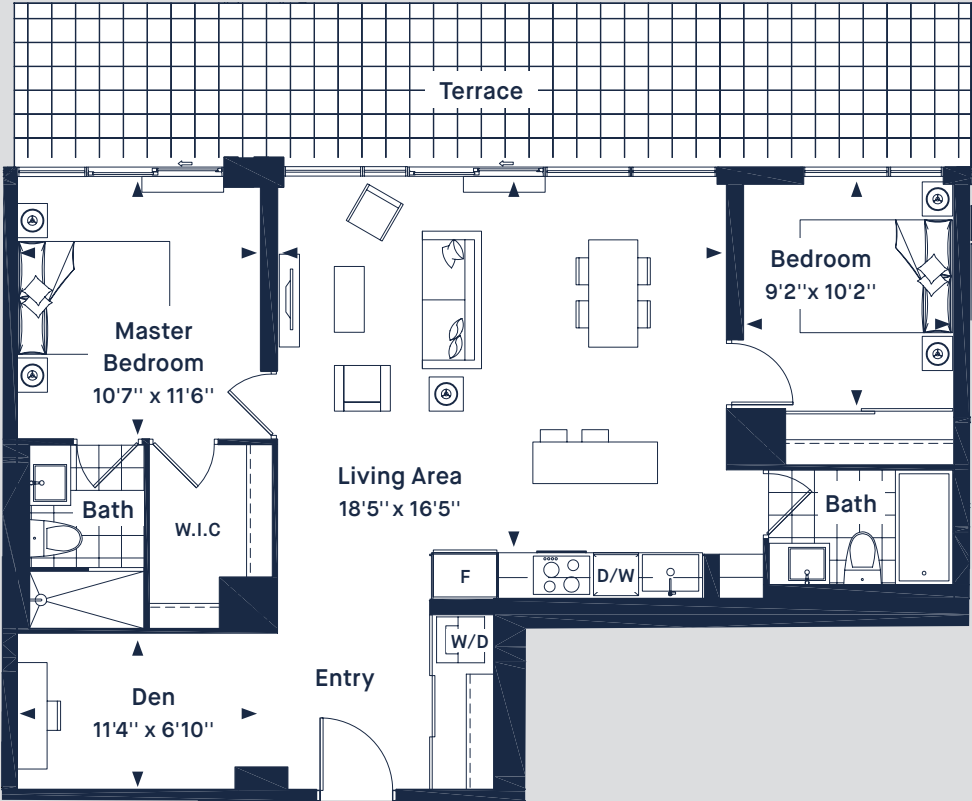 Terrace
Master
Bedroom
10'7'' x 11'6''
Bedroom
9'2''x 10'2''
Living Area
18'5'' x 16'5''
Bath
W.I.C
Bath
F
D/W
W/D
Entry
Den
11'4'' x 6'10''